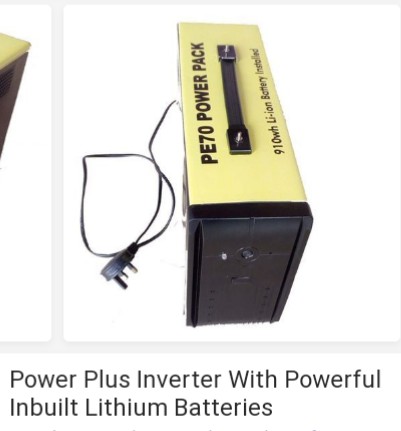 PE70 POWER PACK
910wh Li-ion Battery Installed
Power Plus Inverter With Powerful
Inbuilt Lithium Batteries